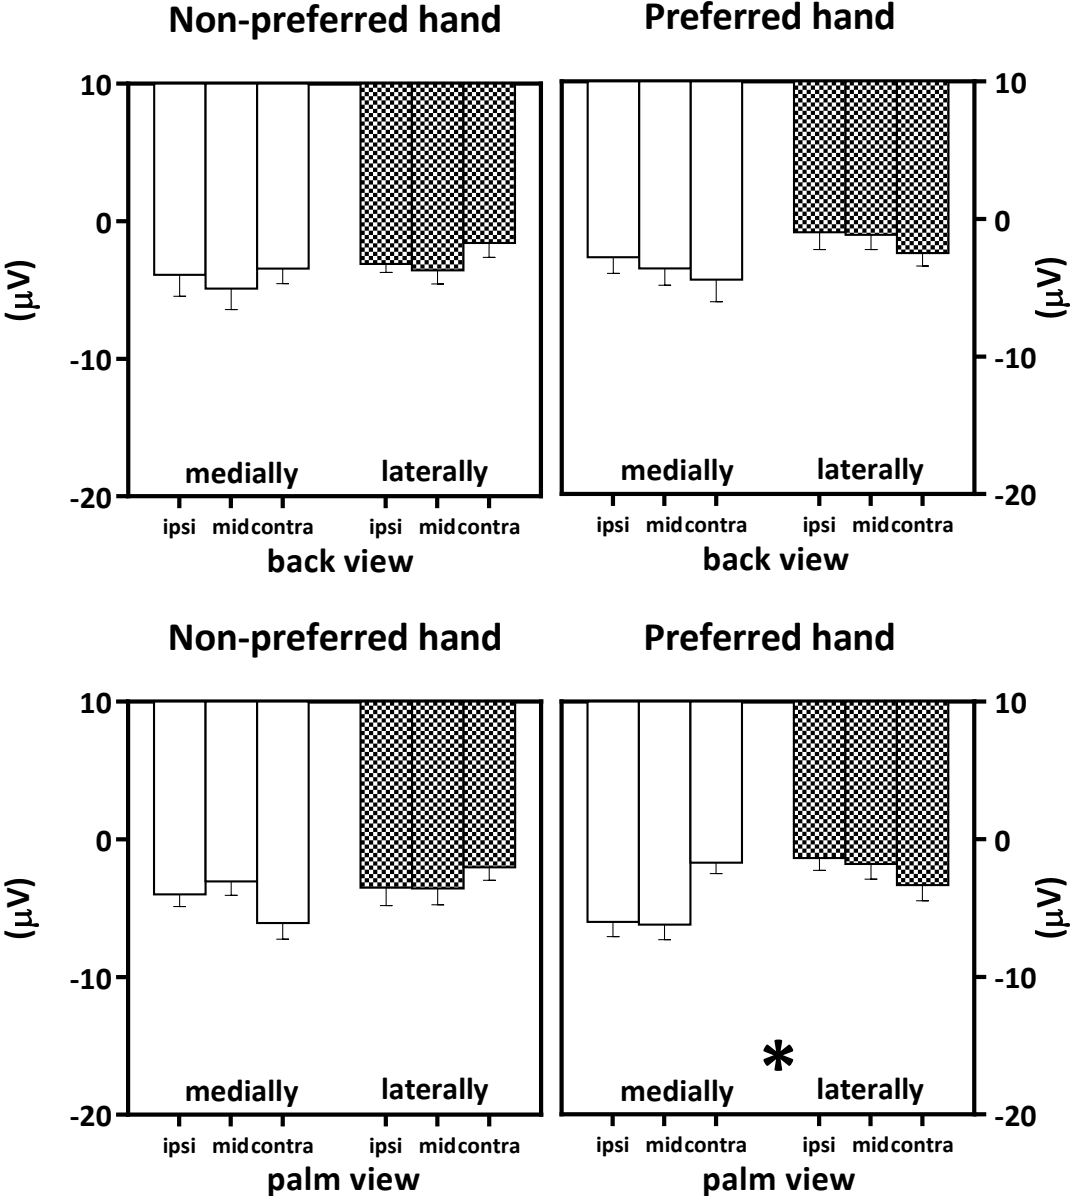 Non-preferred hand Preferred hand
10 10
0 0
(μV) (μV)
-10 -10
medially laterally medially laterally
-20 -20
ipsi mid contra ipsi mid contra ipsi mid contra ipsi mid contra
back view back view
Non-preferred hand Preferred hand
10 10
0 0
(μV) (μV)
-10 -10
*
medially laterally medially laterally
-20 -20
ipsi mid contra ipsi mid contra ipsi mid contra ipsi mid contra
palm view palm view